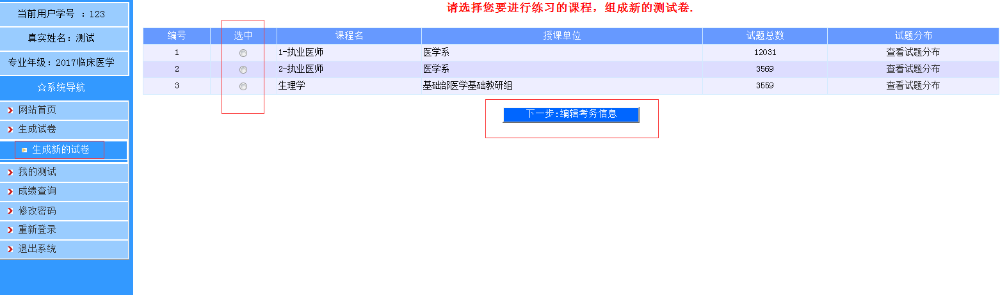 当前用户学号 ：123
真实姓名：测试
专业年级：2017临床医学
☆系统导航
网站首页
生成试卷
生成新的试卷
我的测试
成绩查询
修改密码
重新登录
退出系统
请选择您要进行练习的课程，组成新的测试卷.
编号 选中 课程名 授课单位 试题总数 试题分布
1 1-执业医师 医学系 12031 查看试题分布
2 2-执业医师 医学系 3569 查看试题分布
3 生理学 基础部医学基础教研组 3559 查看试题分布
下一步:编辑考务信息